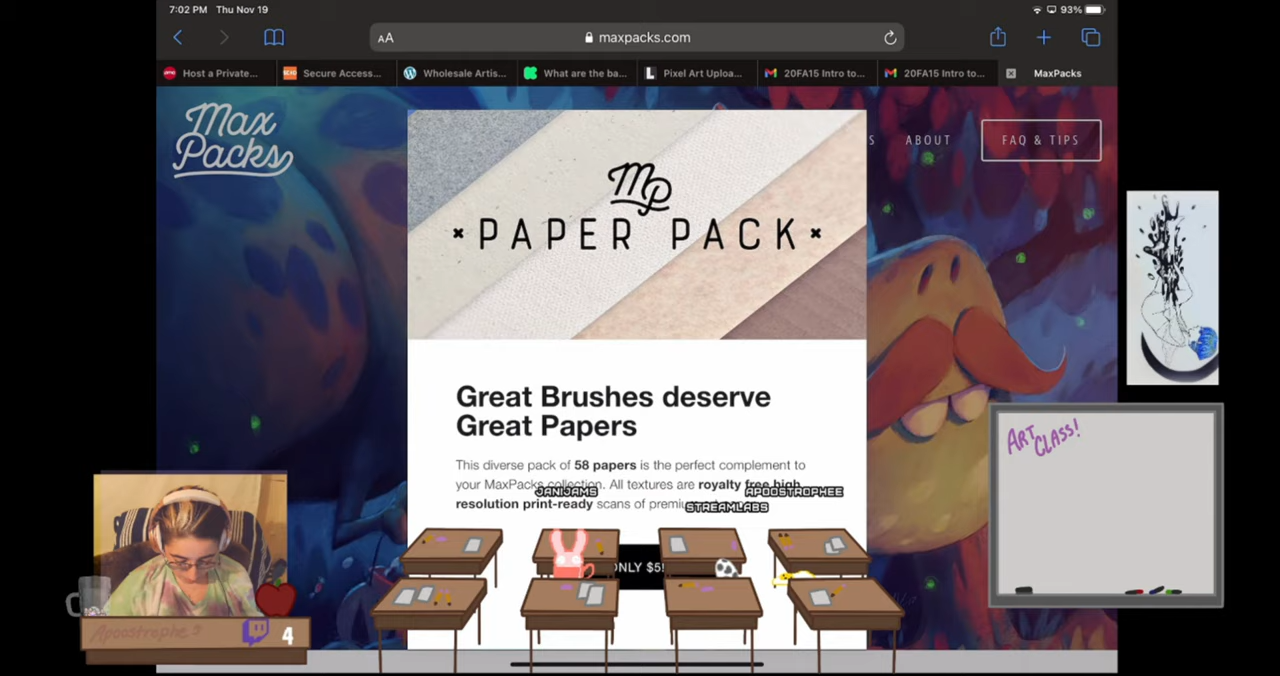 7:02 PM Thu Nov 19
93%
AA
maxpacks.com
Host a Private...
Secure Access...
Wholesale Artis...
What are the ba...
Pixel Art Uploa...
20FA15 Intro to...
20FA15 Intro to...
MaxPacks
Max
Packs
S
ABOUT
FAQ & TIPS
MP
× PAPER PACK ×
Great Brushes deserve
Great Papers
This diverse pack of 58 papers is the perfect complement to
your MaxPacks collection. All textures are royalty free high
resolution print-ready scans of
JANIJAMS
APOOSTROPHEE
STREAMLABS
ONLY $5!
ART
CLASS!
4